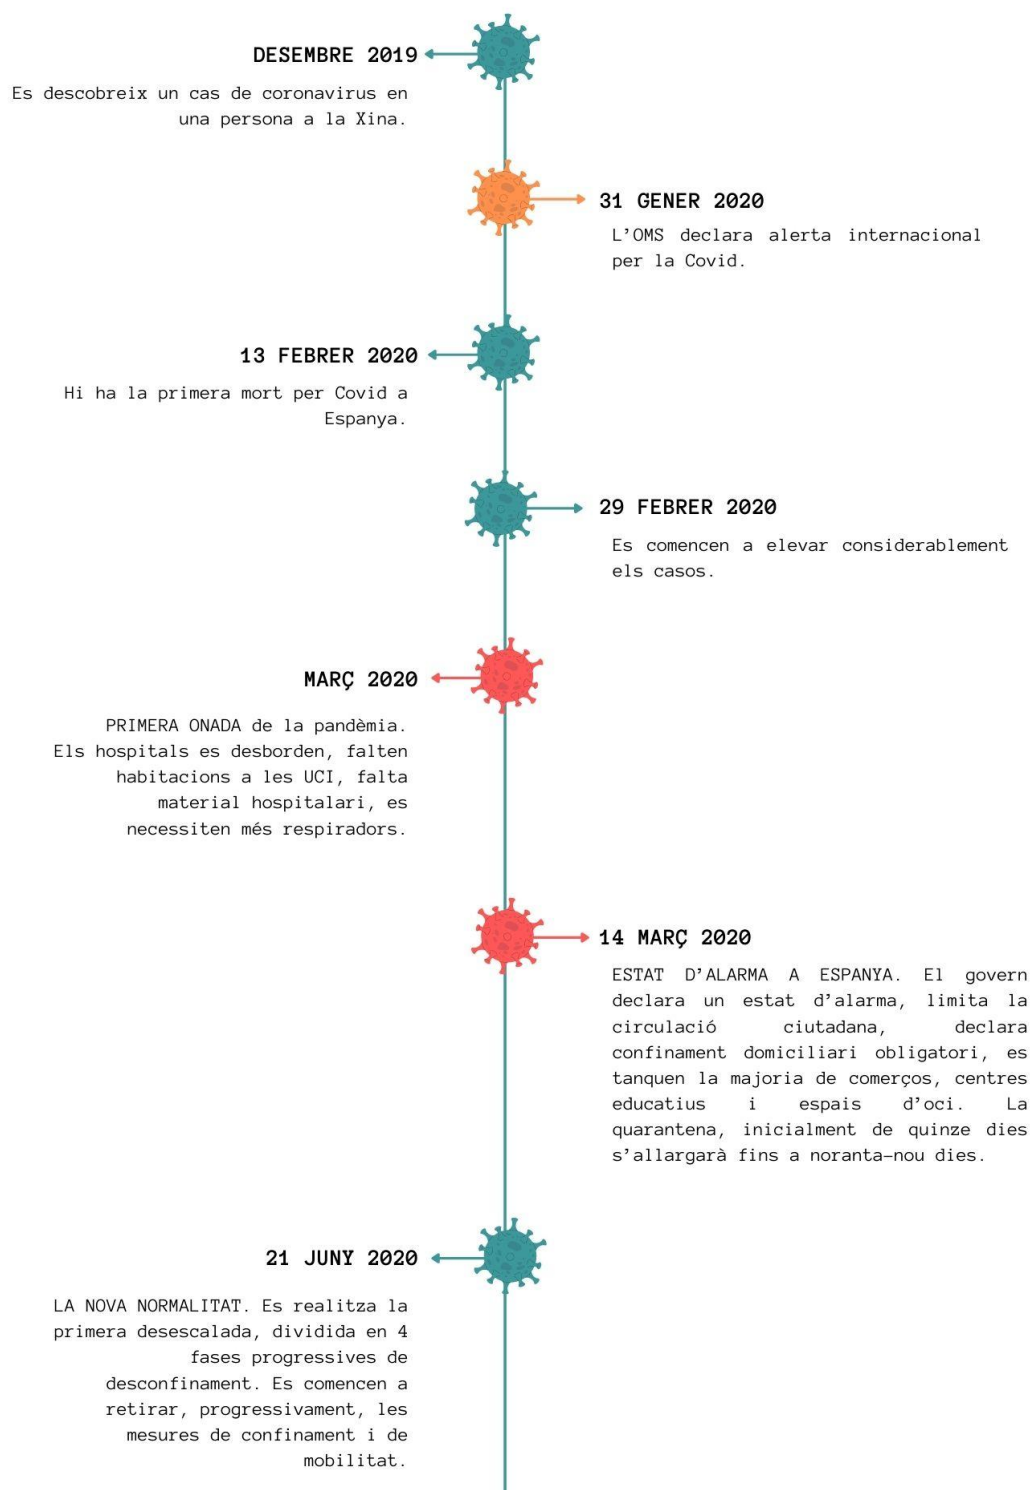 DESEMBRE 2019
Es descobreix un cas de coronavirus en
una persona a la Xina.
31 GENER 2020
L’OMS declara alerta internacional
per la Covid.
13 FEBRER 2020
Hi ha la primera mort per Covid a
Espanya.
29 FEBRER 2020
Es comencen a elevar considerablement
els casos.
MARÇ 2020
PRIMERA ONADA de la pandèmia.
Els hospitals es desborden, falten
habitacions a les UCI, falta
material hospitalari, es
necessiten més respiradors.
14 MARÇ 2020
ESTAT D’ALARMA A ESPANYA. El govern
declara un estat d’alarma, limita la
circulació ciutadana, declara
confinament domiciliari obligatori, es
tanquen la majoria de comerços, centres
educatius i espais d’oci. La
quarantena, inicialment de quinze dies
s’allargarà fins a noranta-nou dies.
21 JUNY 2020
LA NOVA NORMALITAT. Es realitza la
primera desescalada, dividida en 4
fases progressives de
desconfinament. Es comencen a
retirar, progressivament, les
mesures de confinament i de
mobilitat.